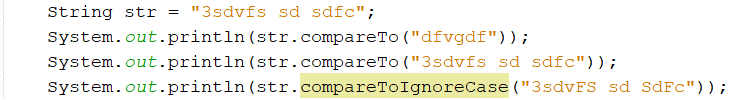 String str = "3sdvfs sd sdfc";
System.out.println(str.compareTo("dfvgdf"));
System.out.println(str.compareTo("3sdvfs sd sdfc"));
System.out.println(str.compareToIgnoreCase("3sdvFS sd SdFc"));